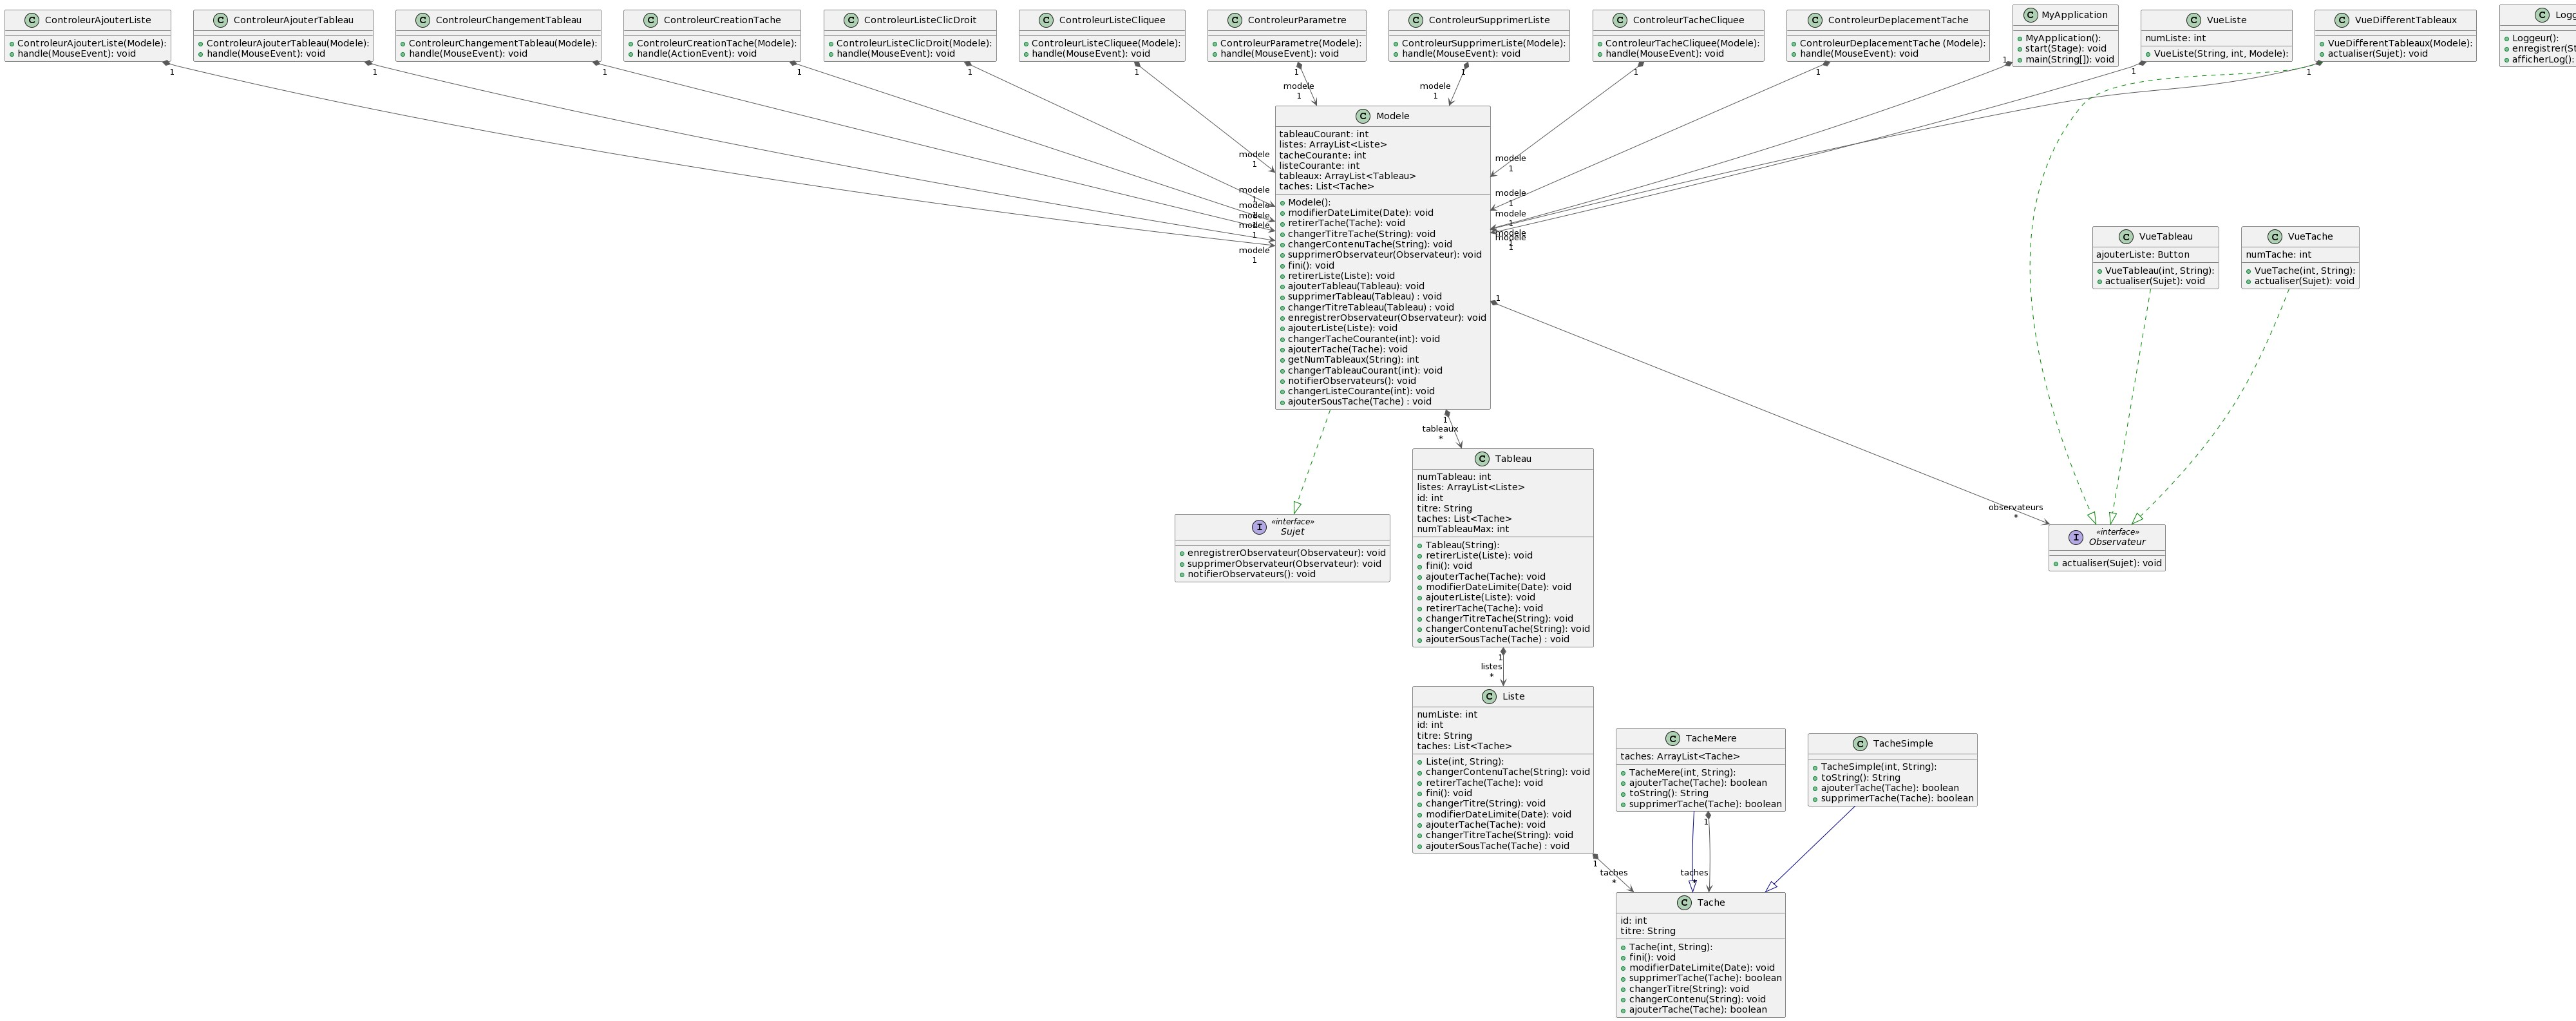 ControleurAjouterListe
ControleurAjouterListe(Modele):
handle(MouseEvent): void
1
ControleurAjouterTableau
ControleurAjouterTableau(Modele):
handle(MouseEvent): void
1
ControleurChangementTableau
ControleurChangementTableau(Modele):
handle(MouseEvent): void
1
ControleurCreationTache
ControleurCreationTache(Modele):
handle(ActionEvent): void
1
ControleurListeClicDroit
ControleurListeClicDroit(Modele):
handle(MouseEvent): void
1
ControleurListeCliquee
ControleurListeCliquee(Modele):
handle(MouseEvent): void
1
ControleurParametre
ControleurParametre(Modele):
handle(MouseEvent): void
1
ControleurSupprimerListe
ControleurSupprimerListe(Modele):
handle(MouseEvent): void
1
ControleurTacheCliquee
ControleurTacheCliquee(Modele):
handle(MouseEvent): void
1
ControleurDeplacementTache
ControleurDeplacementTache (Modele):
handle(MouseEvent): void
1
MyApplication
MyApplication():
start(Stage): void
main(String[]): void
1
VueListe
numListe: int
VueListe(String, int, Modele):
1
VueDifferentTableaux
VueDifferentTableaux(Modele):
actualiser(Sujet): void
1
Loggeur():
afficherLog():
modele
1
modele
1
modele
1
modele
1
modele
modele
1
modele
1
modele
modele
1
modele
1
modele
1
modele
1
Modele
tableauCourant: int
listes: ArrayList<Liste>
tacheCourante: int
listeCourante: int
tableaux: ArrayList<Tableau>
taches: List<Tache>
Modele():
modifierDateLimite(Date): void
retirerTache(Tache): void
changerTitreTache(String): void
changerContenuTache(String): void
supprimerObservateur(Observateur): void
fini(): void
retirerListe(Liste): void
ajouterTableau(Tableau): void
supprimerTableau(Tableau) : void
changerTitreTableau(Tableau) : void
enregistrerObservateur(Observateur): void
ajouterListe(Liste): void
changerTacheCourante(int): void
ajouterTache(Tache): void
getNumTableaux(String): int
changerTableauCourant(int): void
notifierObservateurs(): void
changerListeCourante(int): void
ajouterSousTache(Tache) : void
1
VueTableau
ajouterListe: Button
VueTableau(int, String):
actualiser(Sujet): void
VueTache
numTache: int
VueTache(int, String):
actualiser(Sujet): void
1
tableaux
*
Tableau
numTableau: int
listes: ArrayList<Liste>
id: int
titre: String
taches: List<Tache>
numTableauMax: int
Tableau(String):
retirerListe(Liste): void
fini(): void
ajouterTache(Tache): void
modifierDateLimite(Date): void
ajouterListe(Liste): void
retirerTache(Tache): void
changerTitreTache(String): void
changerContenuTache(String): void
ajouterSousTache(Tache) : void
«interface»
Sujet
enregistrerObservateur(Observateur): void
supprimerObservateur(Observateur): void
notifierObservateurs(): void
observateurs
*
«interface»
Observateur
actualiser(Sujet): void
1
listes
*
Liste
numListe: int
id: int
titre: String
taches: List<Tache>
Liste(int, String):
changerContenuTache(String): void
retirerTache(Tache): void
fini(): void
changerTitre(String): void
modifierDateLimite(Date): void
ajouterTache(Tache): void
changerTitreTache(String): void
ajouterSousTache(Tache) : void
TacheMere
taches: ArrayList<Tache>
TacheMere(int, String):
ajouterTache(Tache): boolean
toString(): String
supprimerTache(Tache): boolean
TacheSimple
TacheSimple(int, String):
toString(): String
ajouterTache(Tache): boolean
supprimerTache(Tache): boolean
1
taches
*
1
taches
Tache
id: int
titre: String
Tache(int, String):
fini(): void
modifierDateLimite(Date): void
supprimerTache(Tache): boolean
changerTitre(String): void
changerContenu(String): void
ajouterTache(Tache): boolean